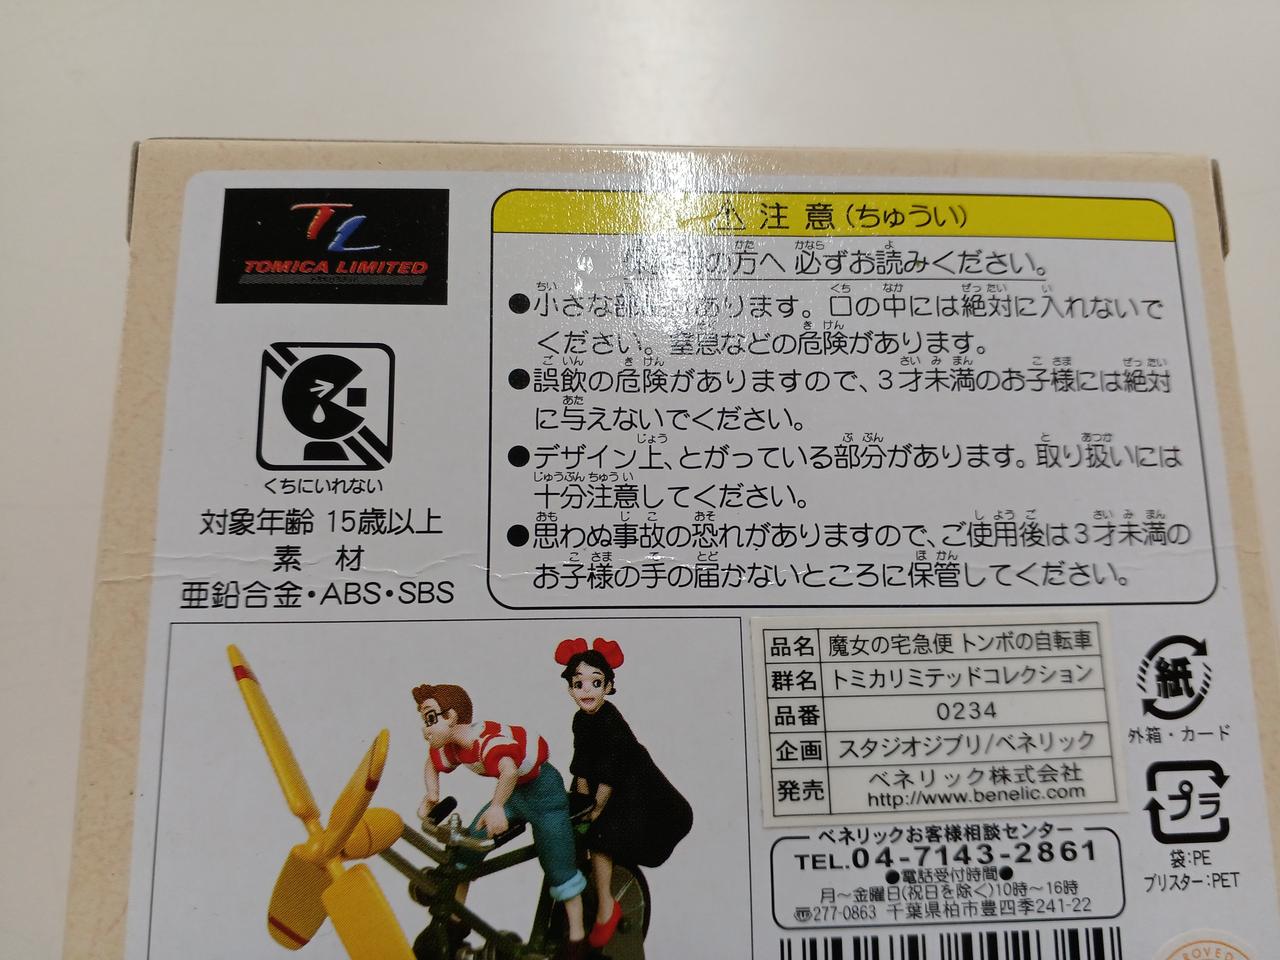 TL
TOMICA LIMITED
くちにいれない
対象年齢 15歳以上
素 材
亜鉛合金・ABS・SBS
⚠注 意(ちゅうい)
の方へ 必ずお読みください。
●小さな部品があります。口の中には絶対に入れないで
ください。窒息などの危険があります。
●誤飲の危険がありますので、3才未満のお子様には絶対
に与えないでください。
●デザイン上、とがっている部分があります。取り扱いには
十分注意してください。
●思わぬ事故の恐れがありますので、ご使用後は3才未満の
お子様の手の届かないところに保管してください。
品名 魔女の宅急便 トンボの自転車
群名 トミカリミテッドコレクション
品番 0234
企画 スタジオジブリ/ベネリック
発売 ベネリック株式会社
http://www.benelic.com
ベネリックお客様相談センター
TEL.04-7143-2861
●電話受付時間●
月〜金曜日(祝日を除く)10時〜16時
〒277-0863 千葉県柏市豊四季241-22
紙
外箱・カード
プラ
袋:PE
ブリスター:PET
ROVED